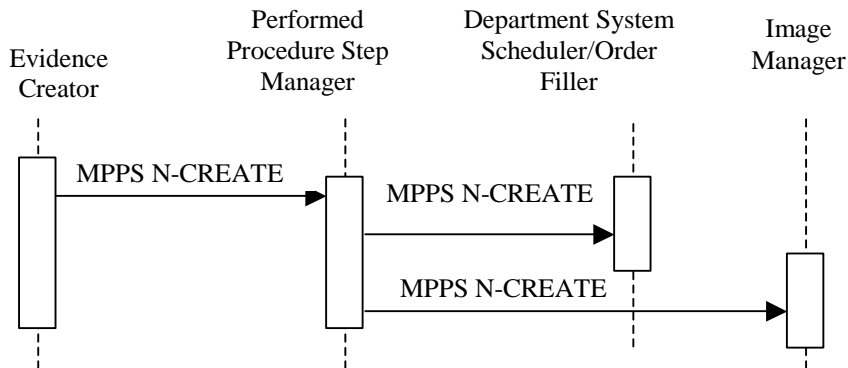 Evidence
Creator
Performed
Procedure Step
Manager
Department System
Scheduler/Order
Filler
Image
Manager
MPPS N-CREATE
MPPS N-CREATE
MPPS N-CREATE